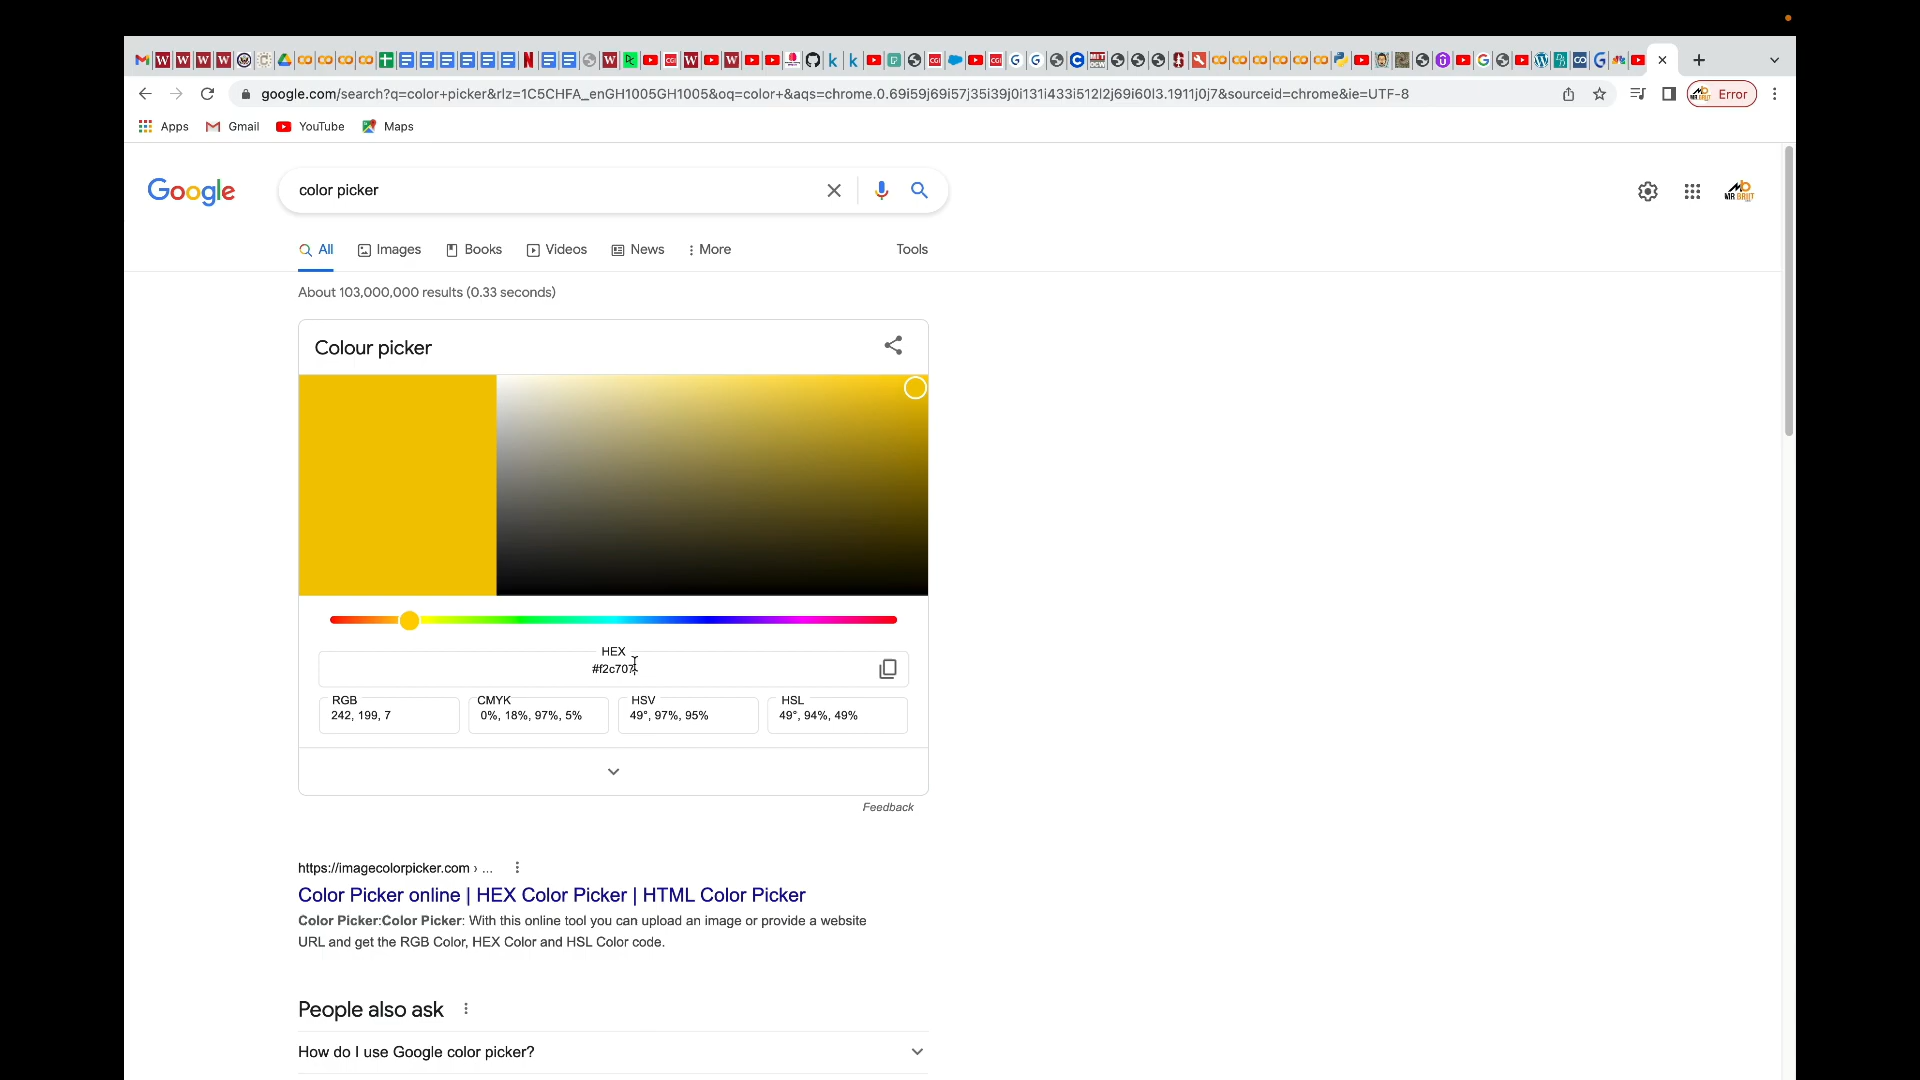 google.com/search?q=color+picker&rlz=1C5CHFA_enGH1005GH1005&oq=color+&aqs=chrome.0.69i59j69i57j35i39j0i131i433i512l2j69i60l3.1911j0j7&sourceid=chrome&ie=UTF-8
Error
Apps Gmail YouTube Maps
Google
color picker
All Images Books Videos News More Tools
About 103,000,000 results (0.33 seconds)
Colour picker
HEX
#f2c707
RGB CMYK HSV HSL
242, 199, 7 0%, 18%, 97%, 5% 49°, 97%, 95% 49°, 94%, 49%
Feedback
https://imagecolorpicker.com › ...
Color Picker online | HEX Color Picker | HTML Color Picker
Color Picker:Color Picker: With this online tool you can upload an image or provide a website
URL and get the RGB Color, HEX Color and HSL Color code.
People also ask
How do I use Google color picker?